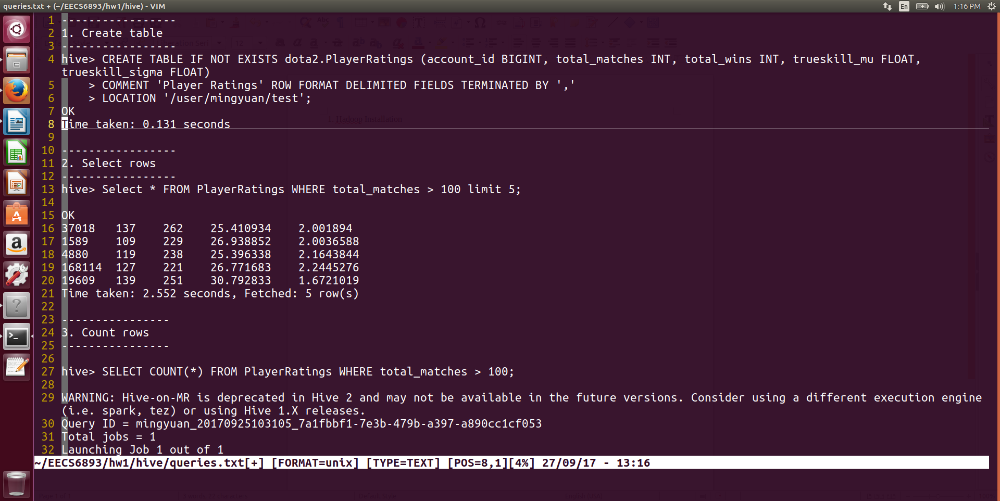 queries.txt + (~/EECS6893/hw1/hive) - VIM
En
1:16 PM
1 -----------------
2 1. Create table
3 -----------------
4 hive> CREATE TABLE IF NOT EXISTS dota2.PlayerRatings (account_id BIGINT, total_matches INT, total_wins INT, trueskill_mu FLOAT,
trueskill_sigma FLOAT)
5     > COMMENT 'Player Ratings' ROW FORMAT DELIMITED FIELDS TERMINATED BY ','
6     > LOCATION '/user/mingyuan/test';
7 OK
8 Time taken: 0.131 seconds
1. Hadoop Installation
9
10 -----------------
11 2. Select rows
12 -----------------
13 hive> Select * FROM PlayerRatings WHERE total_matches > 100 limit 5;
14
15 OK
16 37018   137    262    25.410934    2.001894
17 1589    109    229    26.938852    2.0036588
18 4880    119    238    25.396338    2.1643844
19 168114  127    221    26.771683    2.2445276
20 19609   139    251    30.792833    1.6721019
21 Time taken: 2.552 seconds, Fetched: 5 row(s)
22
23 ----------------
24 3. Count rows
25 ----------------
26
27 hive> SELECT COUNT(*) FROM PlayerRatings WHERE total_matches > 100;
28
29 WARNING: Hive-on-MR is deprecated in Hive 2 and may not be available in the future versions. Consider using a different execution engine
(i.e. spark, tez) or using Hive 1.X releases.
30 Query ID = mingyuan_20170925103105_7a1fbbf1-7e3b-479b-a397-a890cc1cf053
31 Total jobs = 1
32 Launching Job 1 out of 1
~/EECS6893/hw1/hive/queries.txt[+] [FORMAT=unix] [TYPE=TEXT] [POS=8,1][4%] 27/09/17 - 13:16